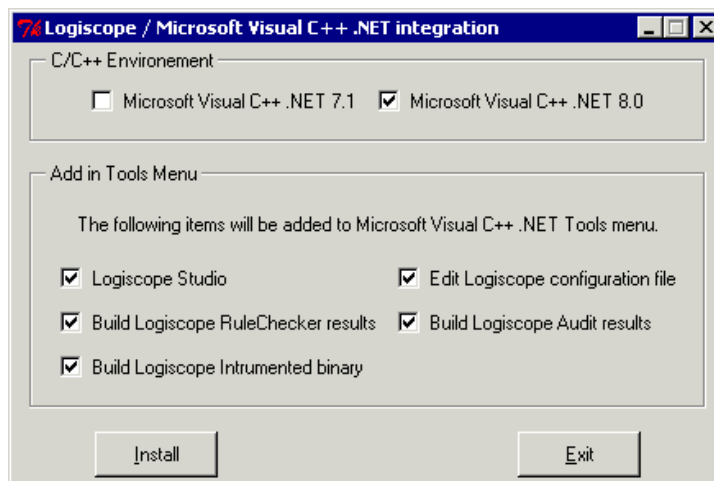 Logiscope / Microsoft Visual C++ .NET integration
C/C++ Environement
Microsoft Visual C++ .NET 7.1 Microsoft Visual C++ .NET 8.0
Add in Tools Menu
The following items will be added to Microsoft Visual C++ .NET Tools menu.
Logiscope Studio Edit Logiscope configuration file
Build Logiscope RuleChecker results Build Logiscope Audit results
Build Logiscope Intrumented binary
Install Exit